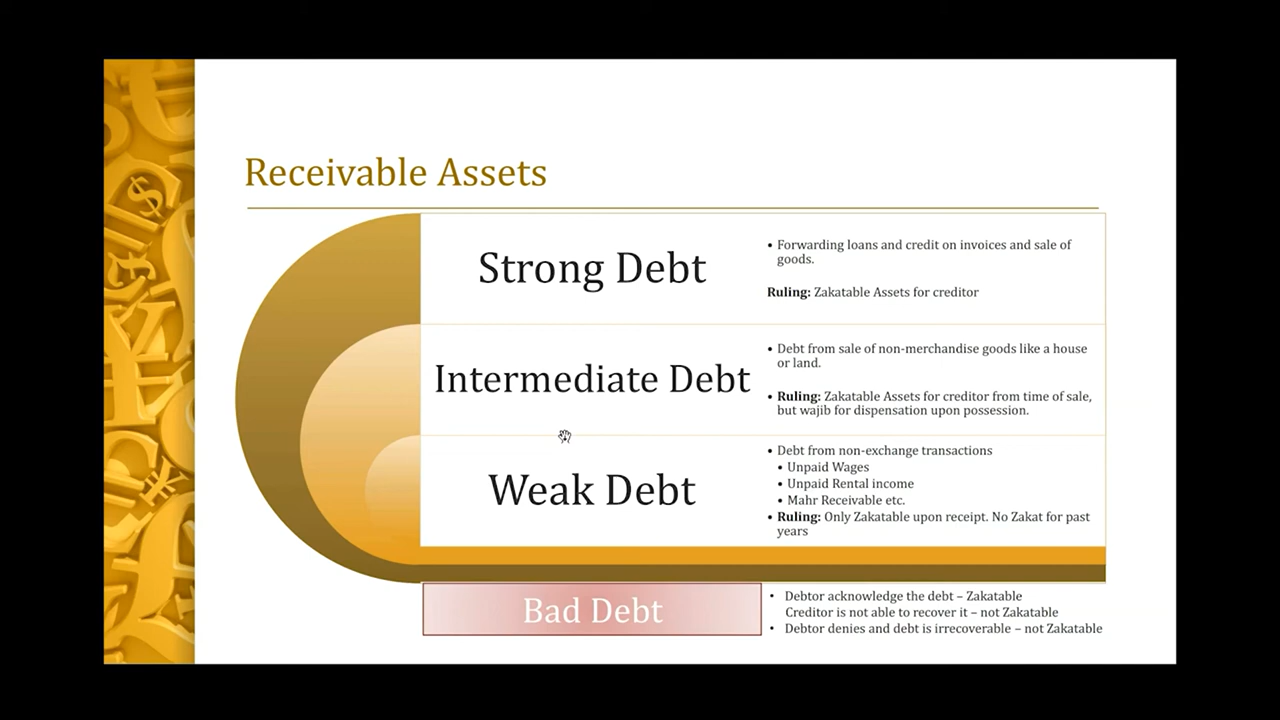 Receivable Assets
Strong Debt
• Forwarding loans and credit on invoices and sale of
goods.
Ruling: Zakatable Assets for creditor
Intermediate Debt
• Debt from sale of non-merchandise goods like a house
or land.
• Ruling: Zakatable Assets for creditor from time of sale,
but wajib for dispensation upon possession.
Weak Debt
• Debt from non-exchange transactions
• Unpaid Wages
• Unpaid Rental income
• Mahr Receivable etc.
• Ruling: Only Zakatable upon receipt. No Zakat for past
years
Bad Debt
• Debtor acknowledge the debt – Zakatable
Creditor is not able to recover it – not Zakatable
• Debtor denies and debt is irrecoverable – not Zakatable